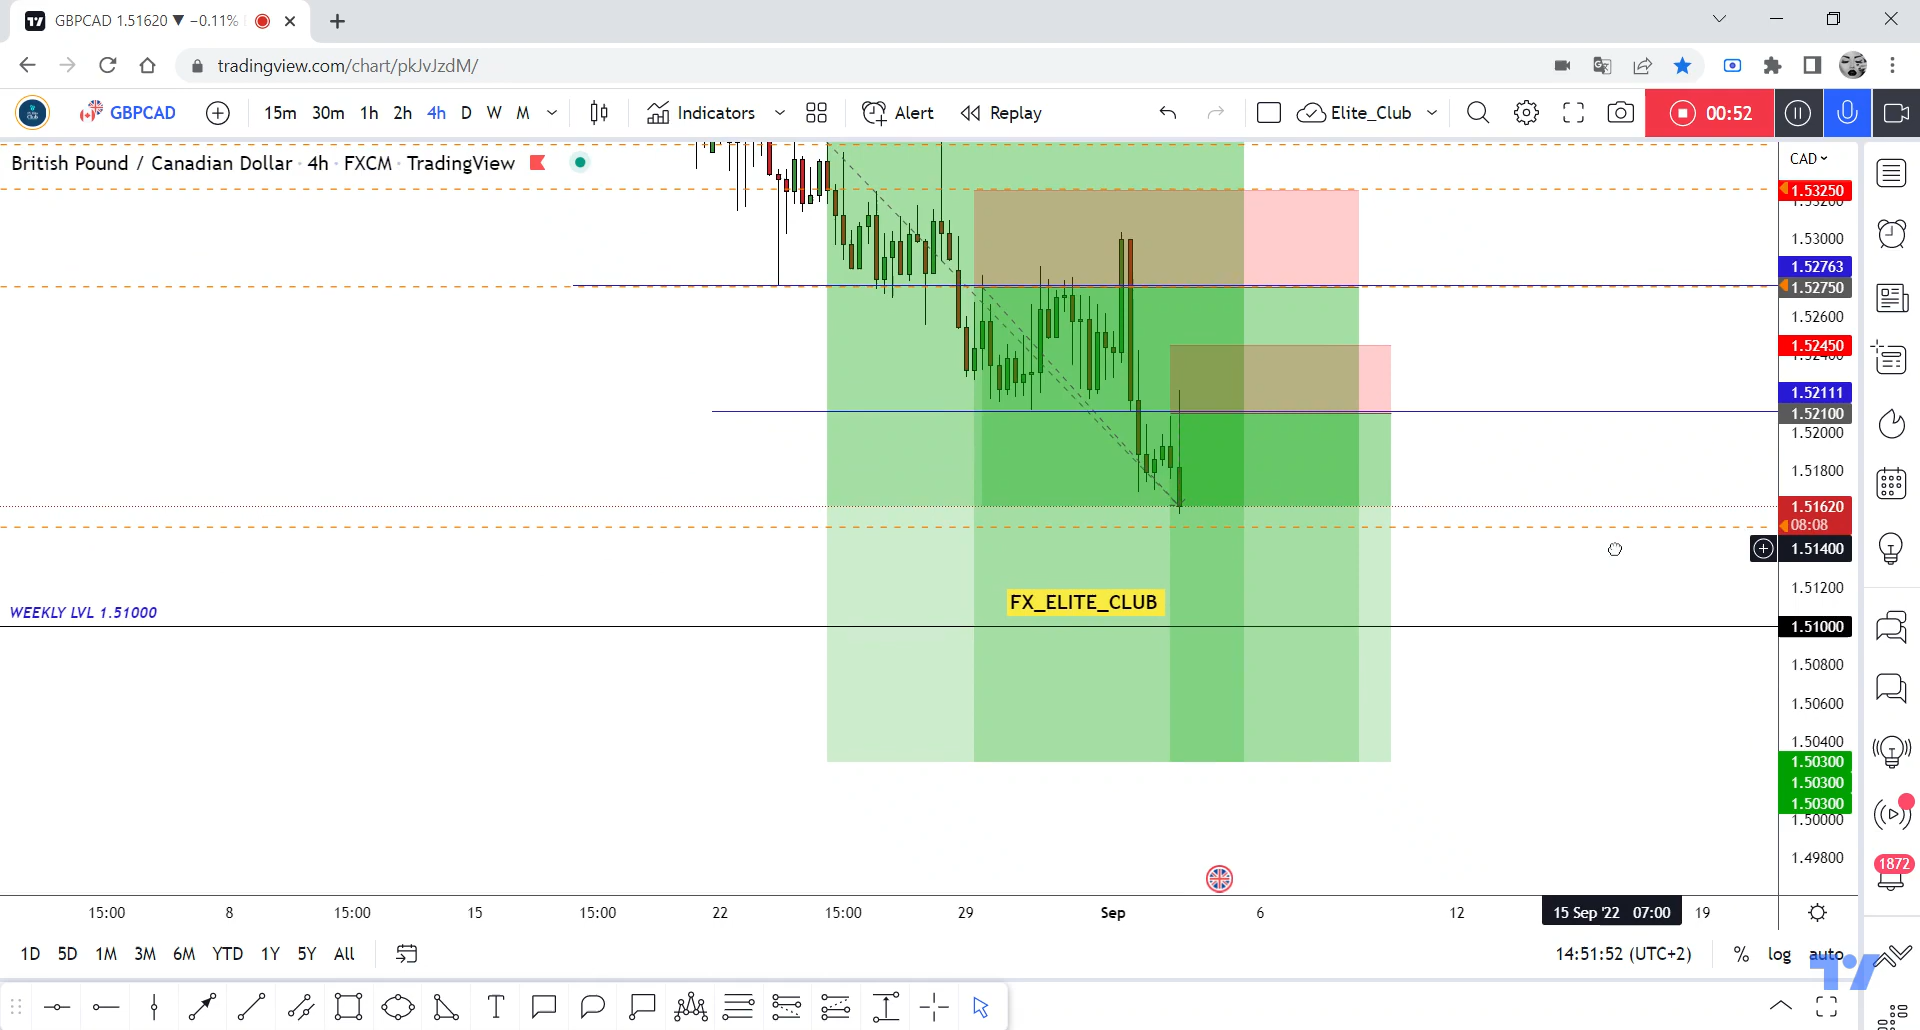 GBPCAD 1.51620 ▼ −0.11%
tradingview.com/chart/pkJvJzdM/
GBPCAD 15m 30m 1h 2h 4h D W M Indicators Alert Replay Elite_Club 00:52
British Pound / Canadian Dollar · 4h · FXCM · TradingView
CAD
1.53250
1.53200
1.53000
1.52763
1.52750
1.52600
1.52450
1.52400
1.52111
1.52100
1.52000
1.51800
1.51620
08:08
1.51400
1.51200
FX_ELITE_CLUB
WEEKLY LVL 1.51000
1.51000
1.50800
1.50600
1.50400
1.50300
1.50300
1.50300
1.50000
1.49800
1872
15:00 8 15:00 15 15:00 22 15:00 29 Sep 6 12 15 Sep '22 07:00 19
1D 5D 1M 3M 6M YTD 1Y 5Y All 14:51:52 (UTC+2) % log auto